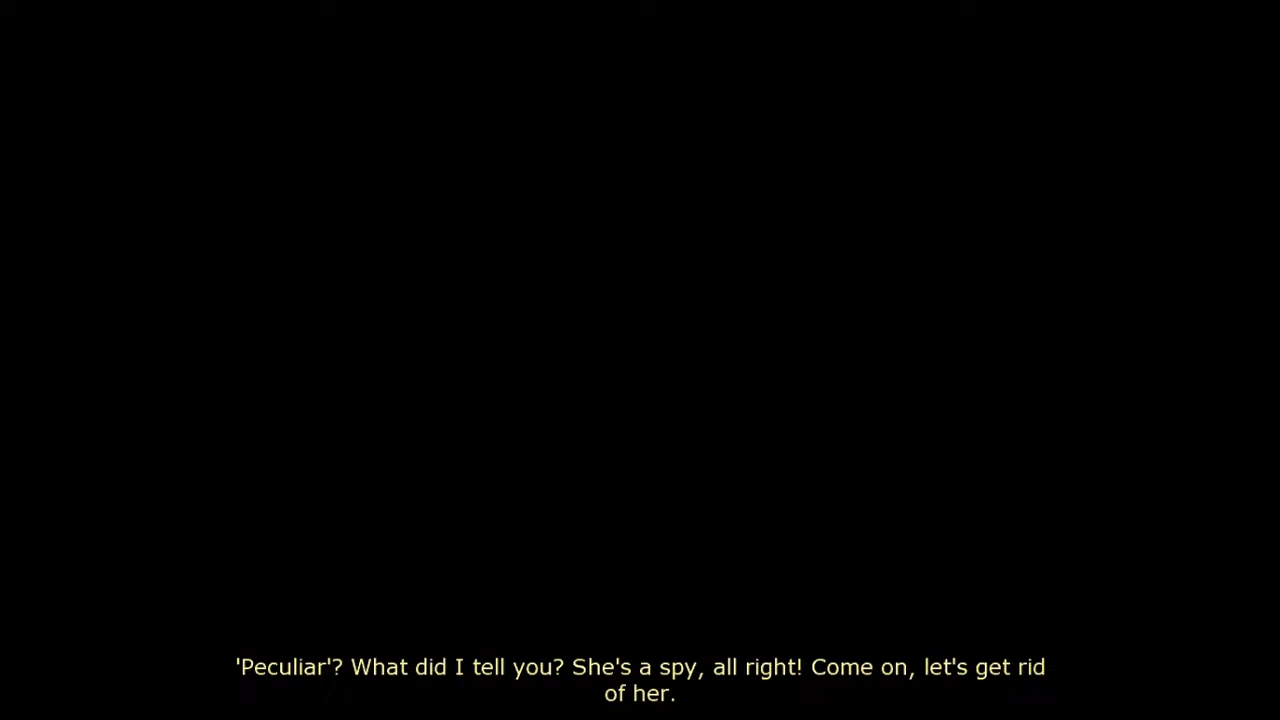 'Peculiar'? What did I tell you? She's a spy, all right! Come on, let's get rid
of her.